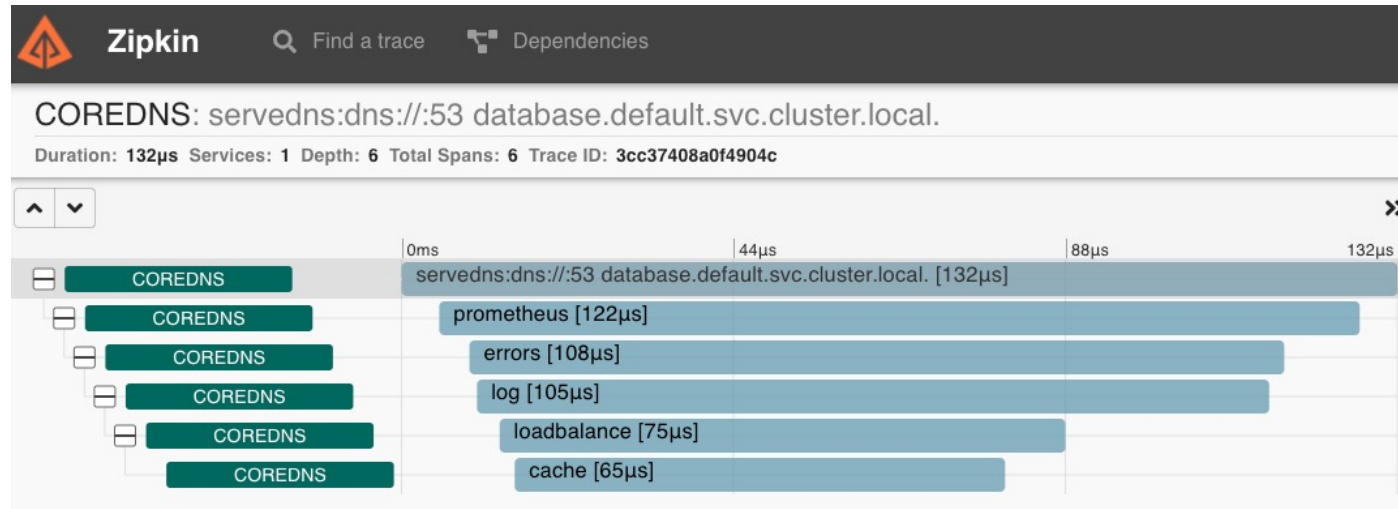 Zipkin Find a trace Dependencies
COREDNS: servedns:dns://:53 database.default.svc.cluster.local.
Duration: 132μs Services: 1 Depth: 6 Total Spans: 6 Trace ID: 3cc37408a0f4904c
0ms 44μs 88μs 132μs
COREDNS servedns:dns://:53 database.default.svc.cluster.local. [132μs]
COREDNS prometheus [122μs]
COREDNS errors [108μs]
COREDNS log [105μs]
COREDNS loadbalance [75μs]
COREDNS cache [65μs]